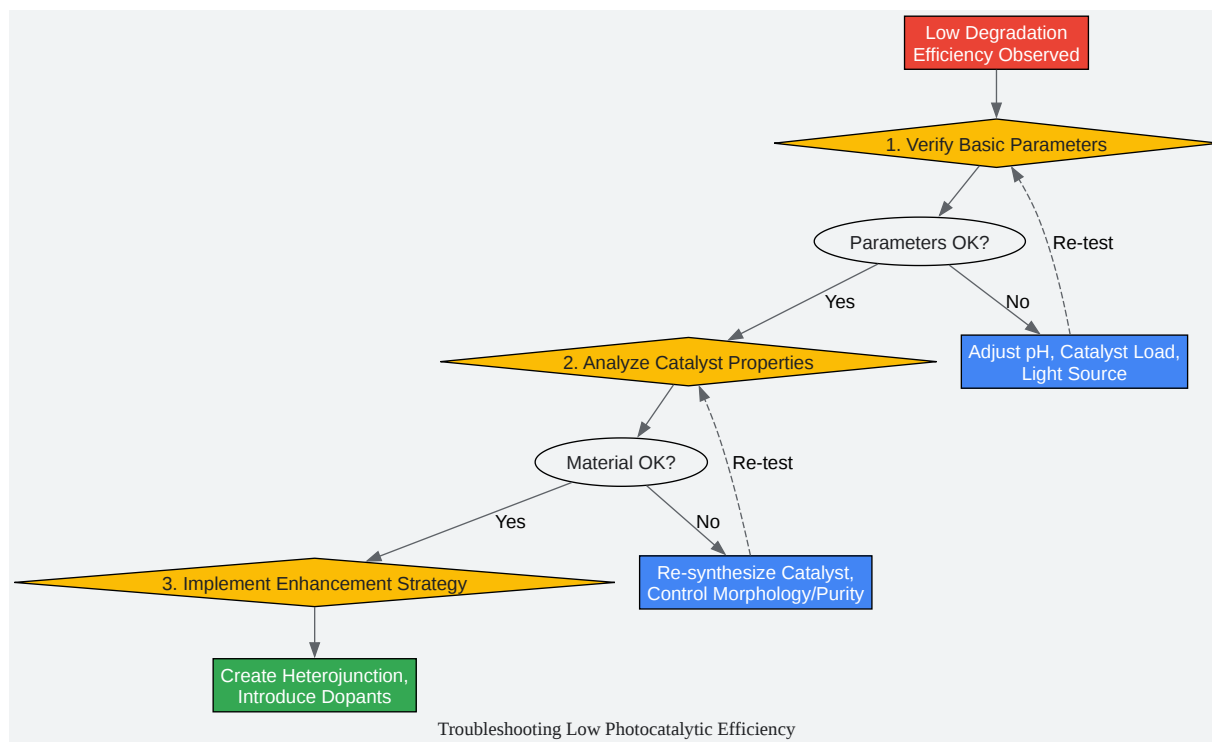 Low Degradation
Efficiency Observed
1. Verify Basic Parameters
Parameters OK?
Re-test
Yes
No
Adjust pH, Catalyst Load,
Light Source
2. Analyze Catalyst Properties
Material OK?
Re-test
Yes
No
Re-synthesize Catalyst,
Control Morphology/Purity
3. Implement Enhancement Strategy
Create Heterojunction,
Introduce Dopants
Troubleshooting Low Photocatalytic Efficiency